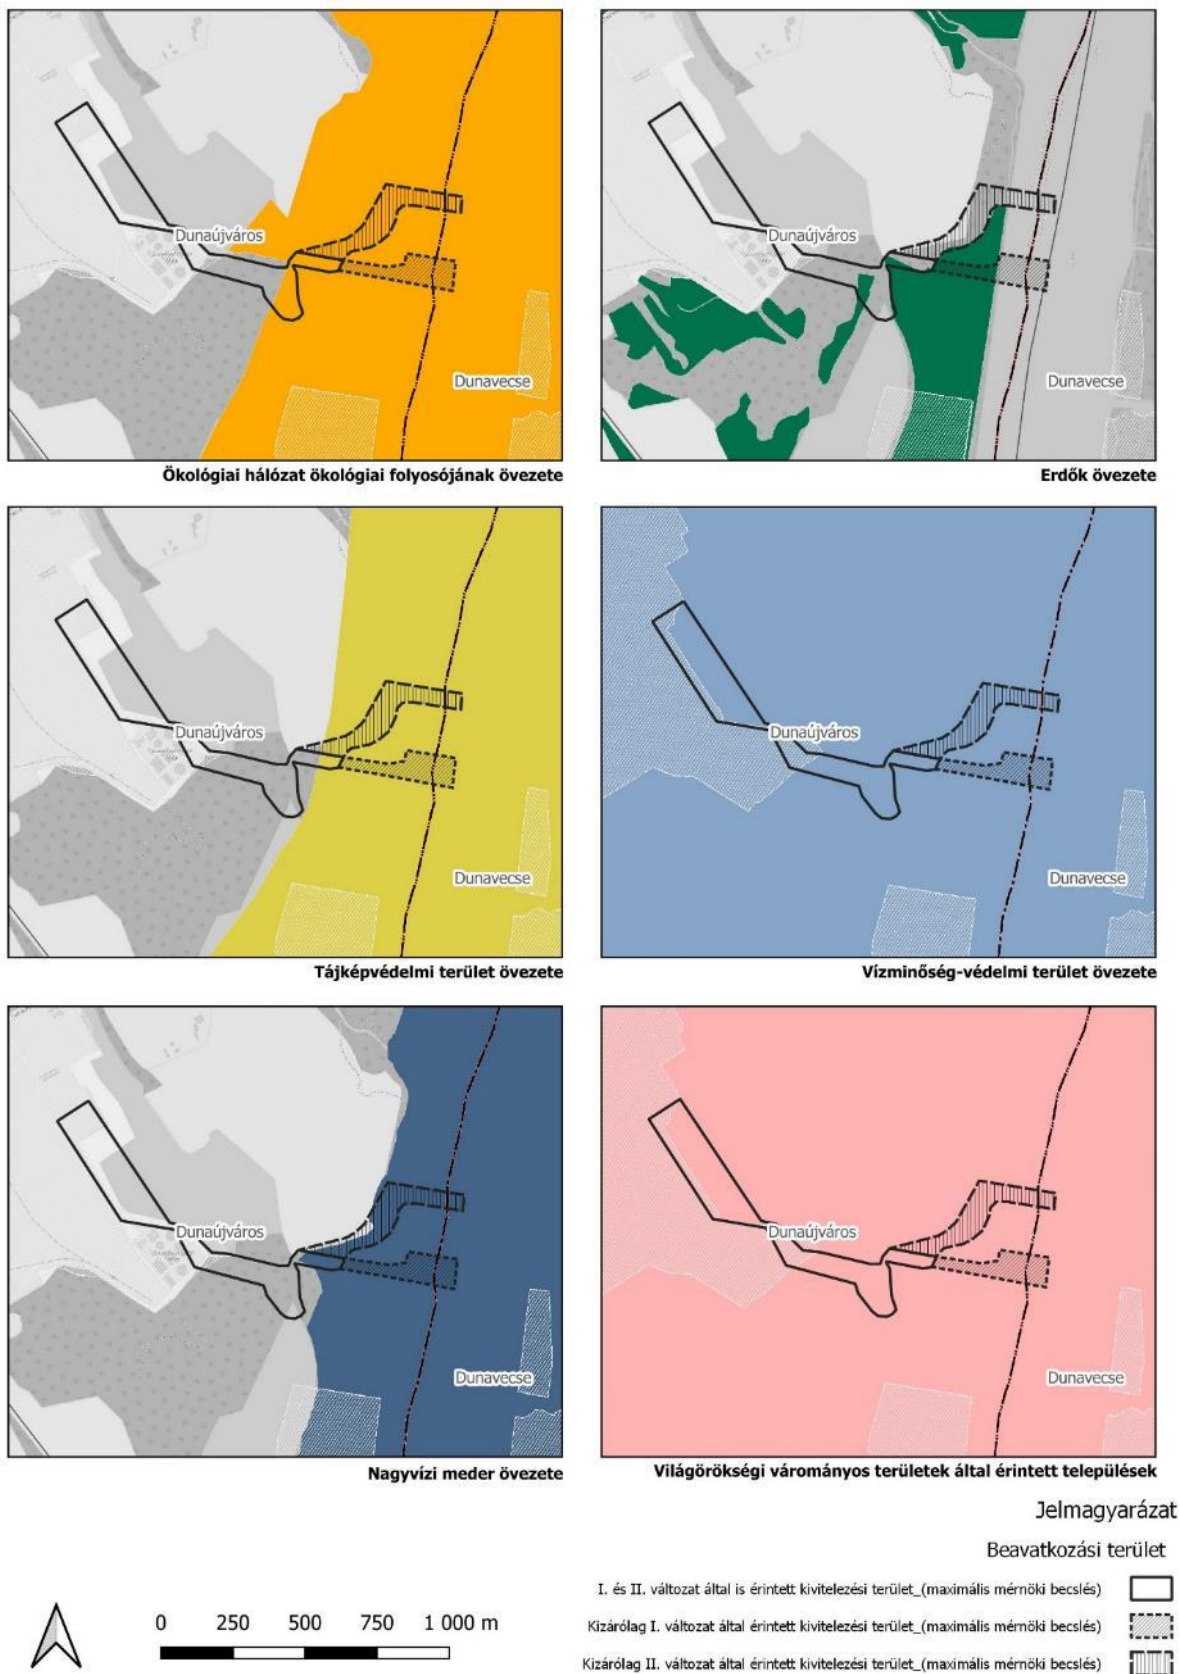 Dunaújváros
Dunavecse
Ökológiai hálózat ökológiai folyosójának övezete
Dunaújváros
Dunavecse
Erdők övezete
Dunaújváros
Dunavecse
Tájképvédelmi terület övezete
Dunaújváros
Dunavecse
Vízminőség-védelmi terület övezete
Dunaújváros
Dunavecse
Nagyvízi meder övezete
Dunaújváros
Dunavecse
Világörökségi várományos területek által érintett települések
Jelmagyarázat
Beavatkozási terület
I. és II. változat által is érintett kivitelezési terület_(maximális mérnöki becslés)
Kizárólag I. változat által érintett kivitelezési terület_(maximális mérnöki becslés)
Kizárólag II. változat által érintett kivitelezési terület_(maximális mérnöki becslés)
0 250 500 750 1 000 m